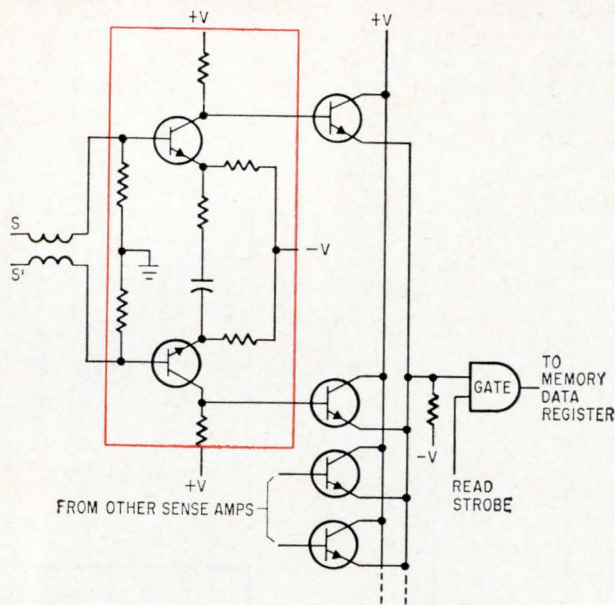 +V
+V
S
S'
-V
+V
FROM OTHER SENSE AMPS
GATE
-V
READ
STROBE
TO
MEMORY
DATA
REGISTER